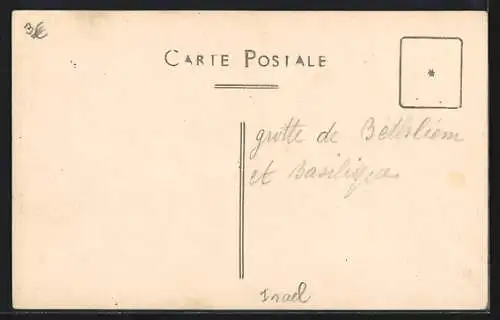 3€
CARTE POSTALE
*
grotte de Bethléem
et Basilique
Israel